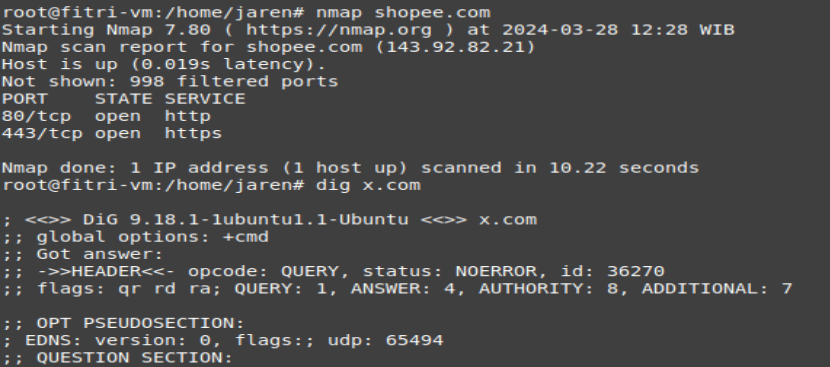 root@fitri-vm:/home/jaren# nmap shopee.com
Starting Nmap 7.80 ( https://nmap.org ) at 2024-03-28 12:28 WIB
Nmap scan report for shopee.com (143.92.82.21)
Host is up (0.019s latency).
Not shown: 998 filtered ports
PORT    STATE SERVICE
80/tcp  open  http
443/tcp open  https
Nmap done: 1 IP address (1 host up) scanned in 10.22 seconds
root@fitri-vm:/home/jaren# dig x.com
; <<>> DiG 9.18.1-1ubuntu1.1-Ubuntu <<>> x.com
;; global options: +cmd
;; Got answer:
;; ->>HEADER<<- opcode: QUERY, status: NOERROR, id: 36270
;; flags: qr rd ra; QUERY: 1, ANSWER: 4, AUTHORITY: 8, ADDITIONAL: 7
;; OPT PSEUDOSECTION:
; EDNS: version: 0, flags:; udp: 65494
;; QUESTION SECTION: